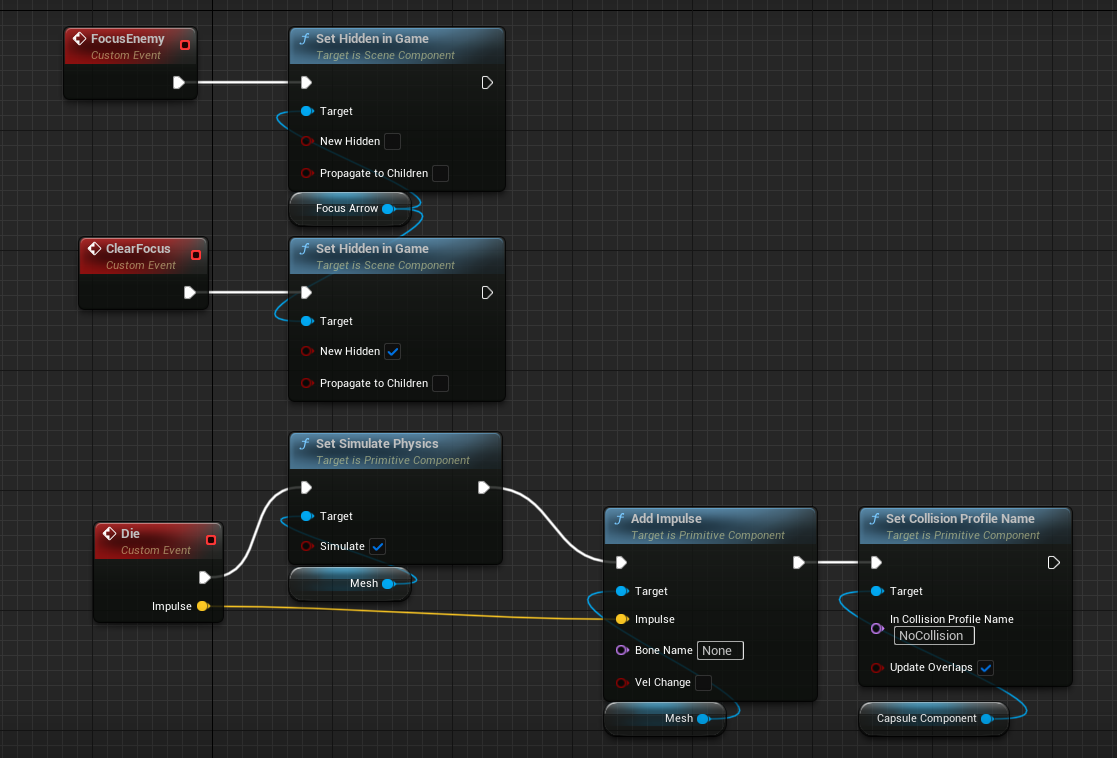 FocusEnemy
Custom Event
Set Hidden in Game
Target is Scene Component
Target
New Hidden
Propagate to Children
Focus Arrow
ClearFocus
Custom Event
Set Hidden in Game
Target is Scene Component
Target
New Hidden
Propagate to Children
Die
Custom Event
Impulse
Set Simulate Physics
Target is Primitive Component
Target
Simulate
Mesh
Add Impulse
Target is Primitive Component
Target
Impulse
Bone Name None
Vel Change
Mesh
Set Collision Profile Name
Target is Primitive Component
Target
In Collision Profile Name
NoCollision
Update Overlaps
Capsule Component